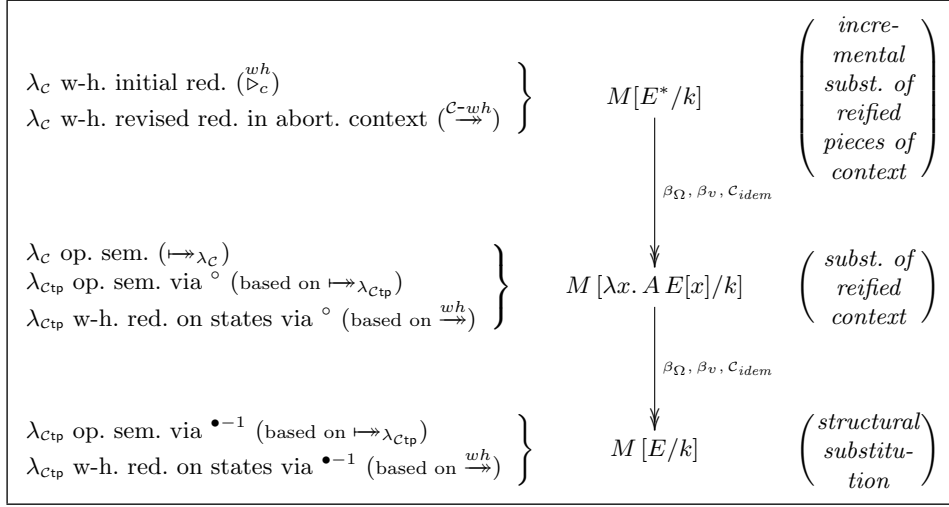 λ_C w-h. initial red. (▷_c^{wh}) } M[E*/k] (incre-
mental
subst. of
reified
pieces of
context)
λ_C w-h. revised red. in abort. context (↠^{C-wh})
β_Ω, β_v, C_idem
λ_C op. sem. (↦↠_{λ_C})
λ_{Ctp} op. sem. via ° (based on ↦↠_{λ_{Ctp}}) } M [λx. A E[x]/k] (subst. of
reified
context)
λ_{Ctp} w-h. red. on states via ° (based on ↠^{wh})
β_Ω, β_v, C_idem
λ_{Ctp} op. sem. via •−1 (based on ↦↠_{λ_{Ctp}}) } M [E/k] (structural
substitu-
tion)
λ_{Ctp} w-h. red. on states via •−1 (based on ↠^{wh})